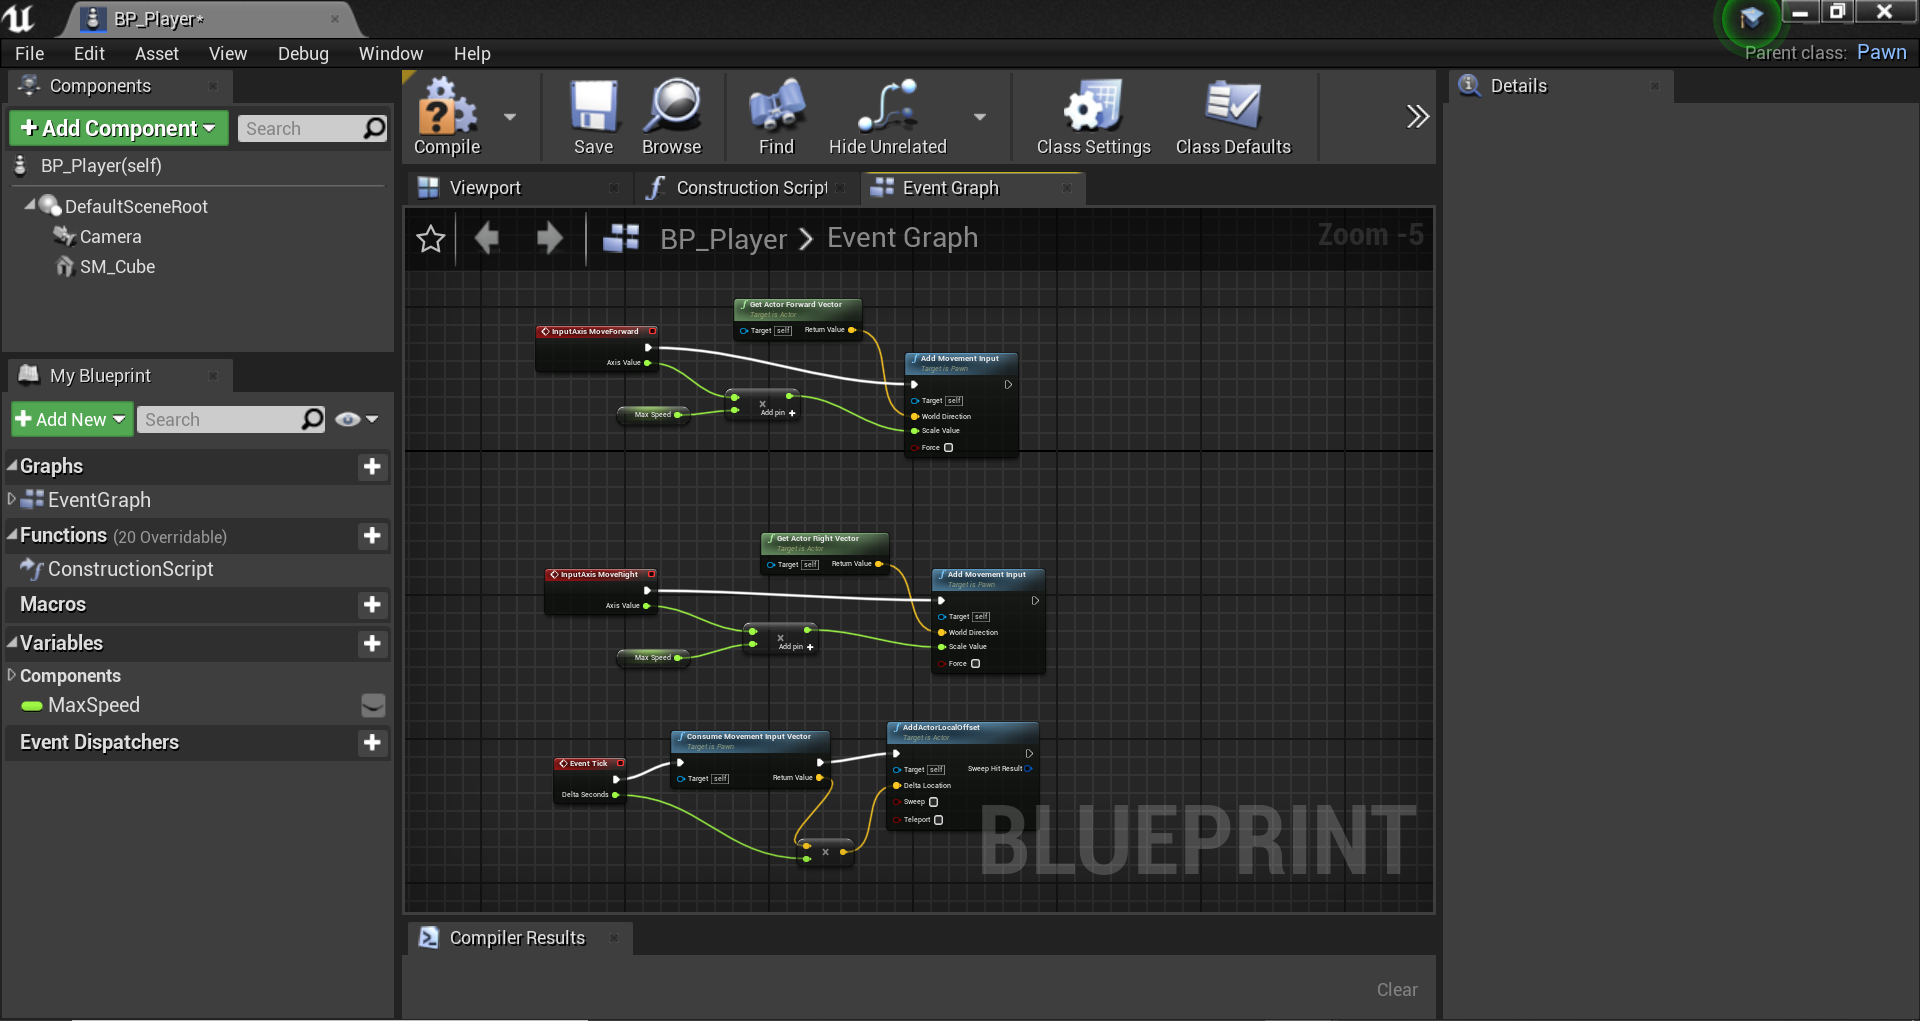 BP_Player*
File Edit Asset View Debug Window Help
Parent class: Pawn
Components
Add Component
Search
BP_Player(self)
DefaultSceneRoot
Camera
SM_Cube
My Blueprint
Add New
Search
Graphs
EventGraph
Functions (20 Overridable)
ConstructionScript
Macros
Variables
Components
MaxSpeed
Event Dispatchers
Compile
Save
Browse
Find
Hide Unrelated
Class Settings
Class Defaults
Viewport
Construction Script
Event Graph
BP_Player > Event Graph
Zoom -5
Get Actor Forward Vector
Target is Actor
Target self Return Value
InputAxis MoveForward
Axis Value
Max Speed
x
Add pin +
Add Movement Input
Target is Pawn
Target self
World Direction
Scale Value
Force
Get Actor Right Vector
Target is Actor
Target self Return Value
InputAxis MoveRight
Axis Value
Max Speed
x
Add pin +
Add Movement Input
Target is Pawn
Target self
World Direction
Scale Value
Force
Event Tick
Delta Seconds
Consume Movement Input Vector
Target is Pawn
Target self Return Value
x
AddActorLocalOffset
Target is Actor
Target self Sweep Hit Result
Delta Location
Sweep
Teleport
BLUEPRINT
Compiler Results
Clear
Details